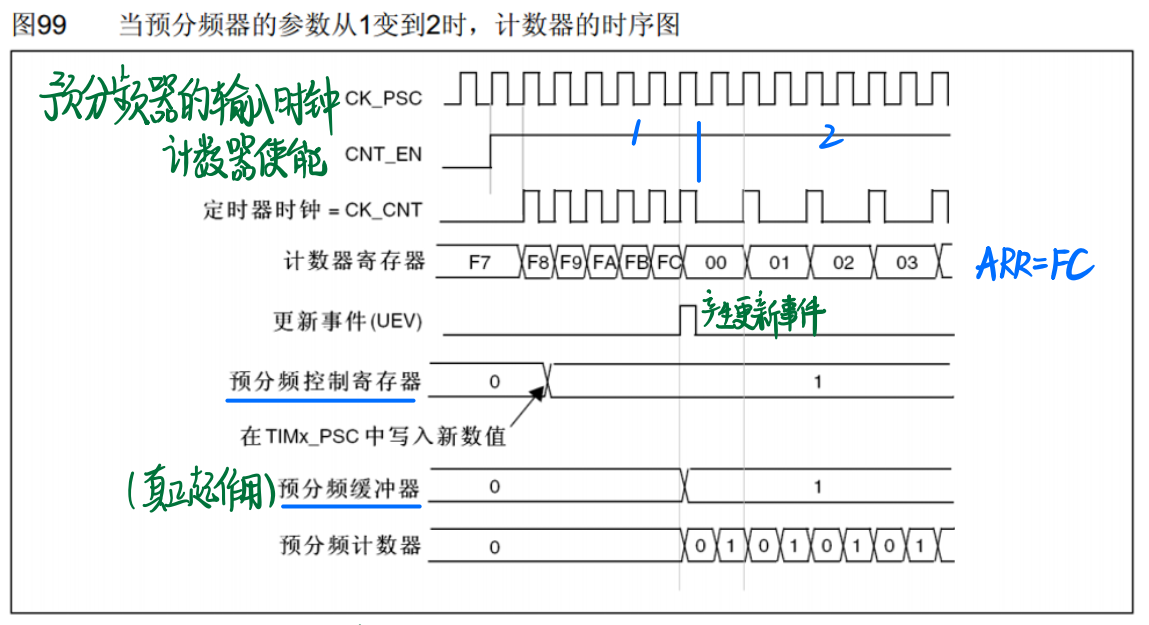 图99 当预分频器的参数从1变到2时，计数器的时序图
预分频器的输入时钟 CK_PSC
计数器使能 CNT_EN
1 2
定时器时钟 = CK_CNT
计数器寄存器 F7 F8 F9 FA FB FC 00 01 02 03 ARR=FC
更新事件(UEV) 产生更新事件
预分频控制寄存器 0 1
在TIMx_PSC 中写入新数值
(真正起作用) 预分频缓冲器 0 1
预分频计数器 0 0 1 0 1 0 1 0 1